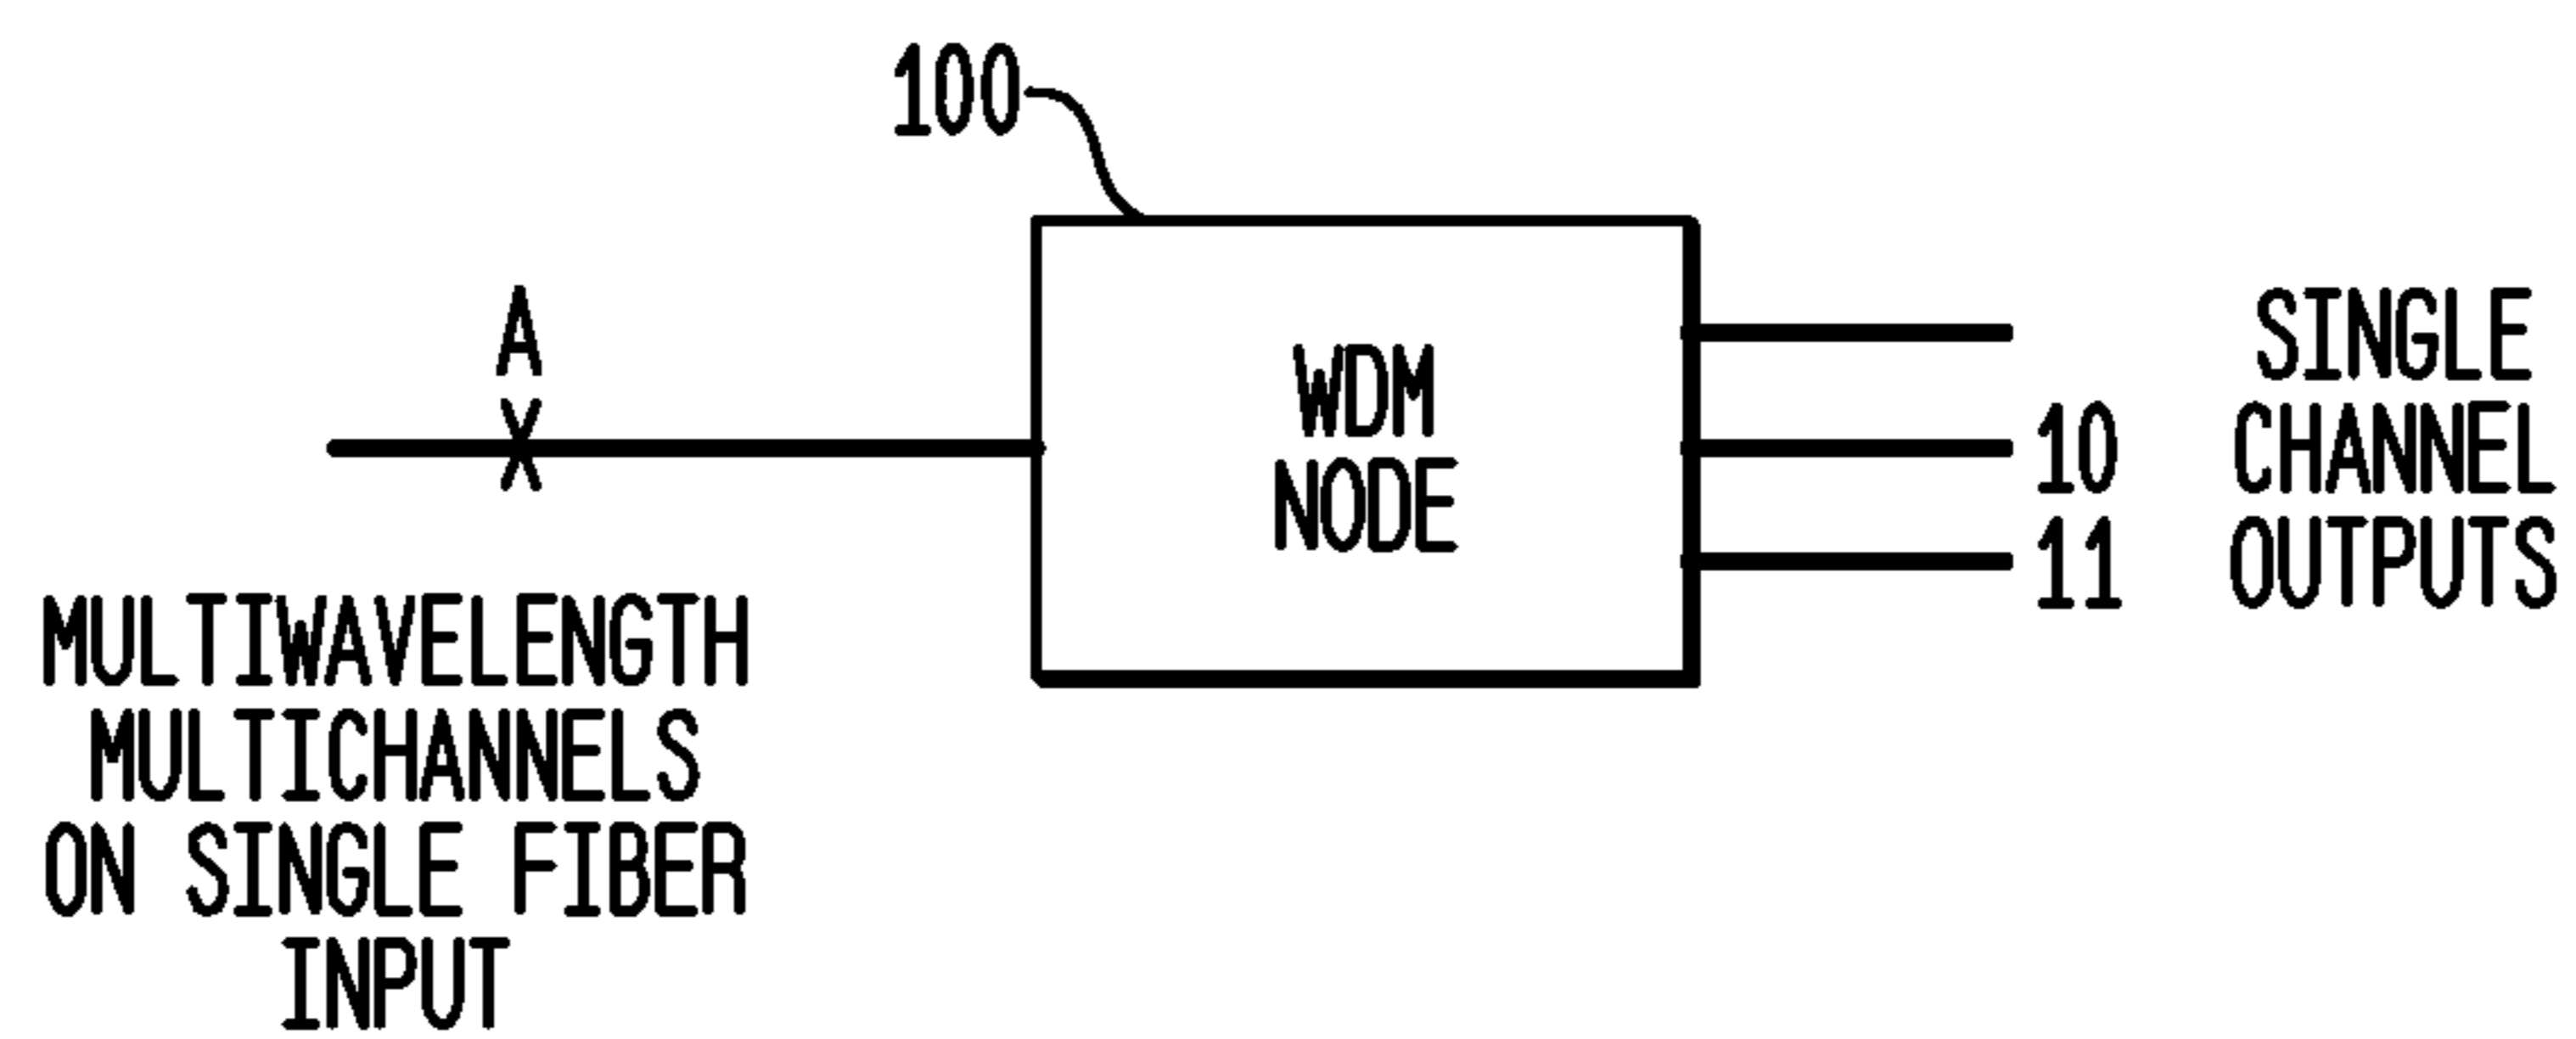 100
A
X
MULTIWAVELENGTH
MULTICHANNELS
ON SINGLE FIBER
INPUT
WDM
NODE
10
11
SINGLE
CHANNEL
OUTPUTS